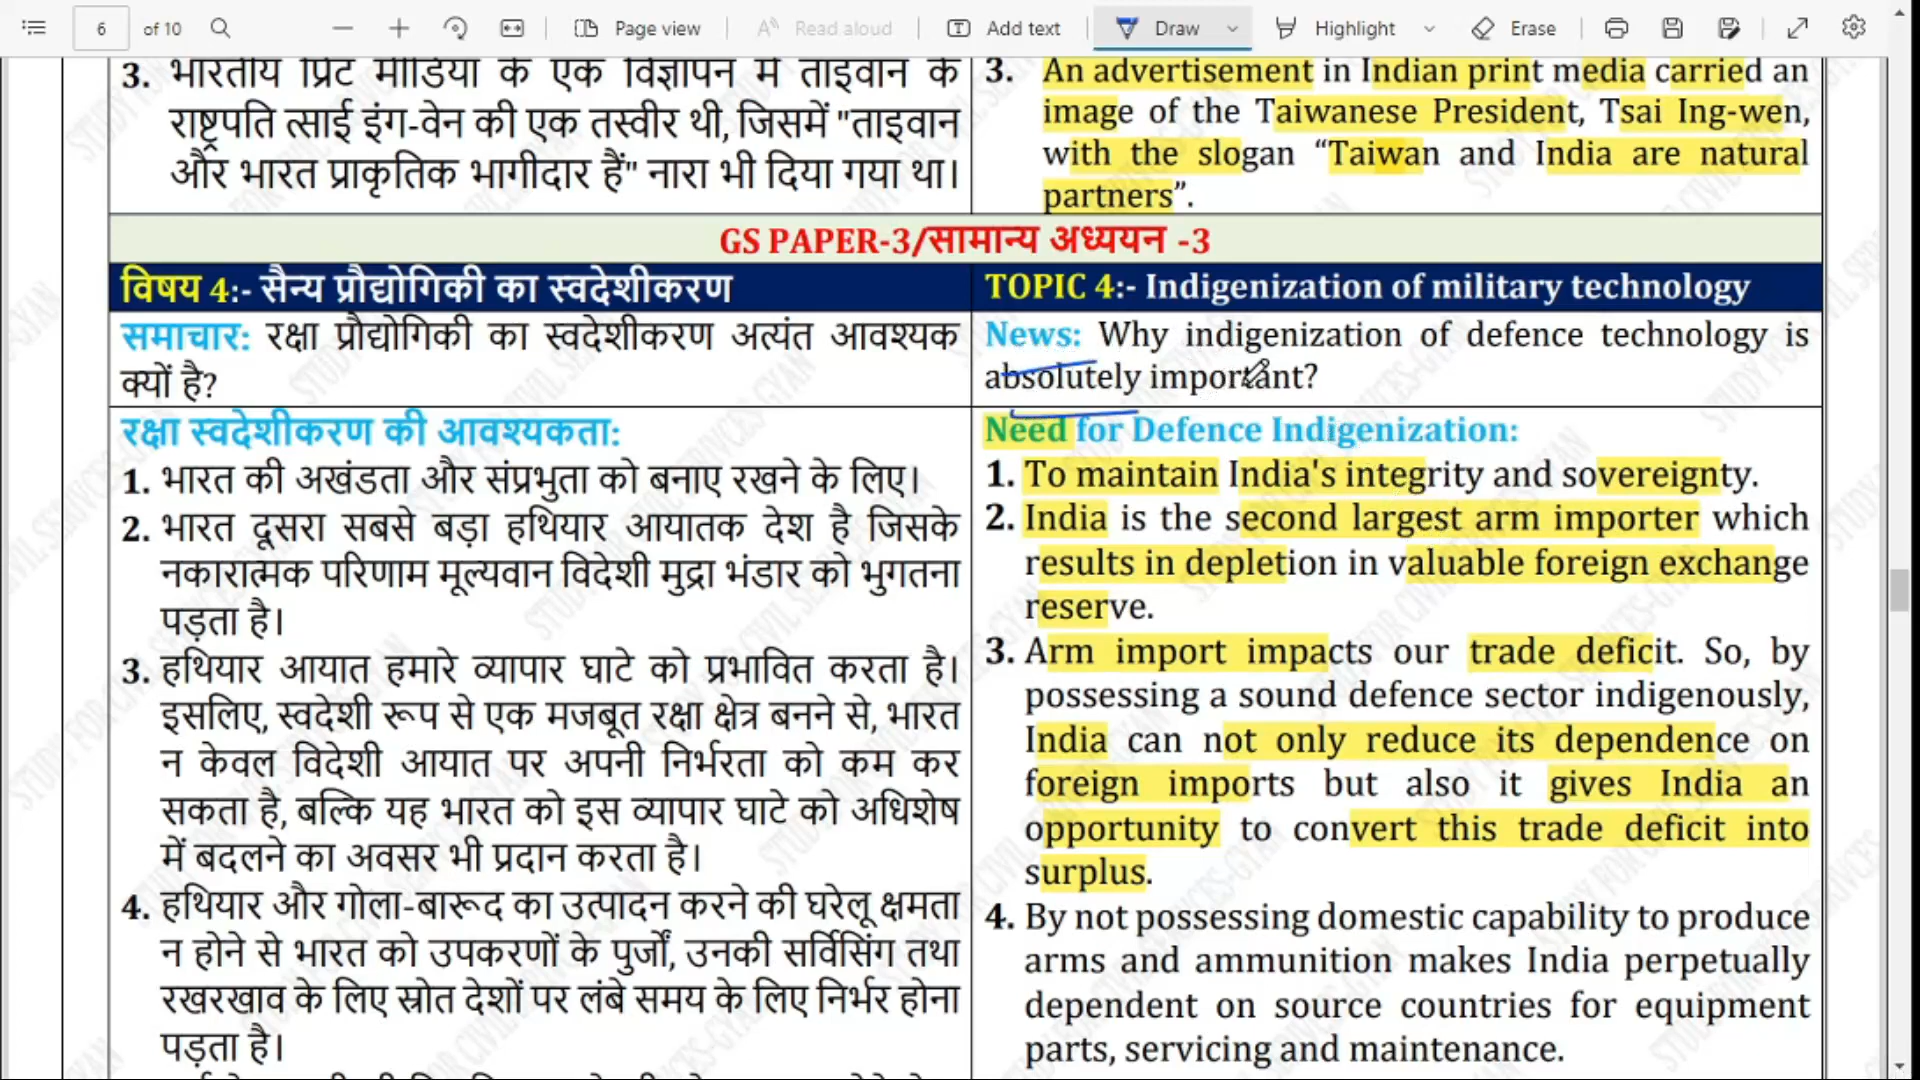 6 of 10
Page view
Read aloud
Add text
Draw
Highlight
Erase
3. भारतीय प्रिंट मीडिया के एक विज्ञापन में ताइवान के
राष्ट्रपति त्साई इंग-वेन की एक तस्वीर थी, जिसमें "ताइवान
और भारत प्राकृतिक भागीदार हैं" नारा भी दिया गया था।
3. An advertisement in Indian print media carried an
image of the Taiwanese President, Tsai Ing-wen,
with the slogan “Taiwan and India are natural
partners”.
GS PAPER-3/सामान्य अध्ययन -3
विषय 4:- सैन्य प्रौद्योगिकी का स्वदेशीकरण
TOPIC 4:- Indigenization of military technology
समाचार: रक्षा प्रौद्योगिकी का स्वदेशीकरण अत्यंत आवश्यक
क्यों है?
News: Why indigenization of defence technology is
absolutely important?
रक्षा स्वदेशीकरण की आवश्यकता:
1. भारत की अखंडता और संप्रभुता को बनाए रखने के लिए।
2. भारत दूसरा सबसे बड़ा हथियार आयातक देश है जिसके
नकारात्मक परिणाम मूल्यवान विदेशी मुद्रा भंडार को भुगतना
पड़ता है।
3. हथियार आयात हमारे व्यापार घाटे को प्रभावित करता है।
इसलिए, स्वदेशी रूप से एक मजबूत रक्षा क्षेत्र बनने से, भारत
न केवल विदेशी आयात पर अपनी निर्भरता को कम कर
सकता है, बल्कि यह भारत को इस व्यापार घाटे को अधिशेष
में बदलने का अवसर भी प्रदान करता है।
4. हथियार और गोला-बारूद का उत्पादन करने की घरेलू क्षमता
न होने से भारत को उपकरणों के पुर्जों, उनकी सर्विसिंग तथा
रखरखाव के लिए स्रोत देशों पर लंबे समय के लिए निर्भर होना
पड़ता है।
Need for Defence Indigenization:
1. To maintain India's integrity and sovereignty.
2. India is the second largest arm importer which
results in depletion in valuable foreign exchange
reserve.
3. Arm import impacts our trade deficit. So, by
possessing a sound defence sector indigenously,
India can not only reduce its dependence on
foreign imports but also it gives India an
opportunity to convert this trade deficit into
surplus.
4. By not possessing domestic capability to produce
arms and ammunition makes India perpetually
dependent on source countries for equipment
parts, servicing and maintenance.